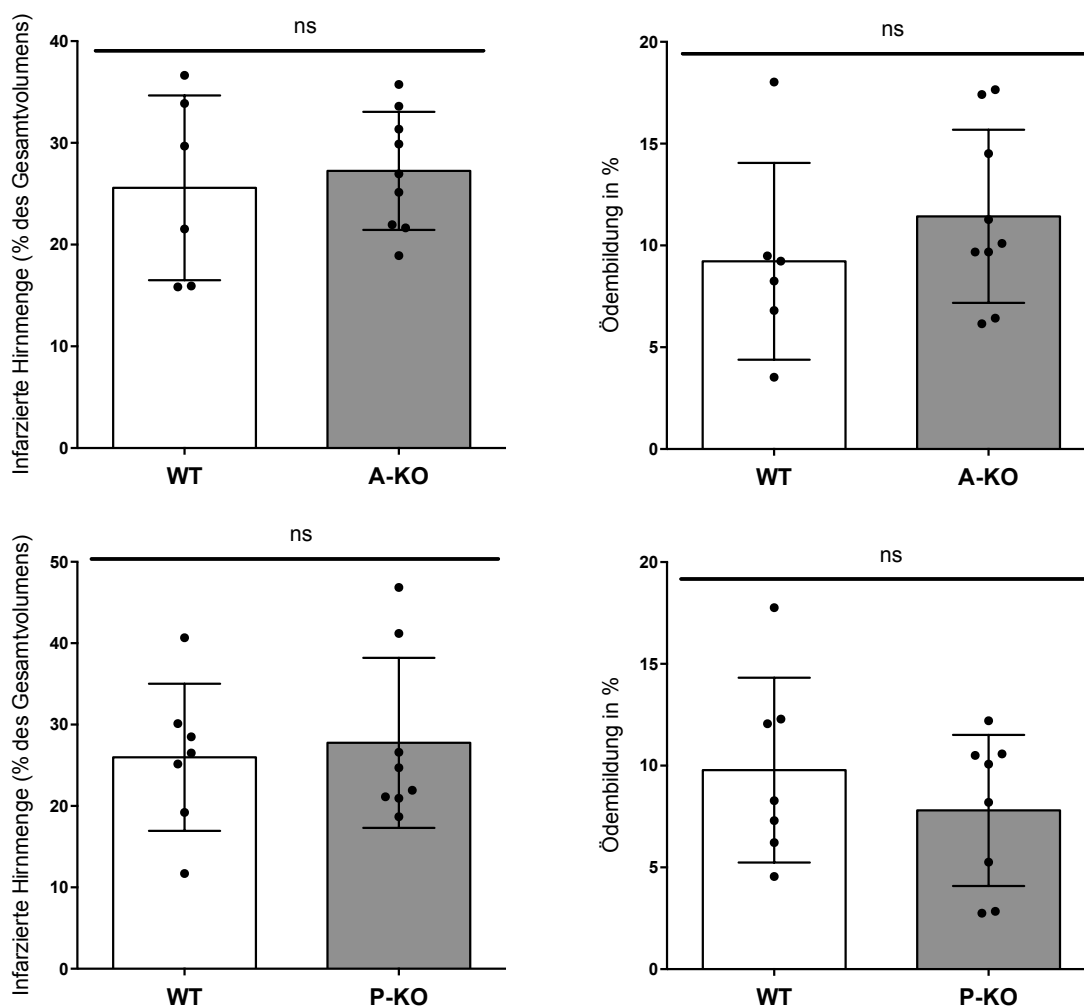 ns
Infarzierte Hirnmenge (% des Gesamtvolumens)
40
30
20
10
0
WT
A-KO
ns
Ödembildung in %
20
15
10
5
0
WT
A-KO
ns
Infarzierte Hirnmenge (% des Gesamtvolumens)
50
40
30
20
10
0
WT
P-KO
ns
Ödembildung in %
20
15
10
5
0
WT
P-KO